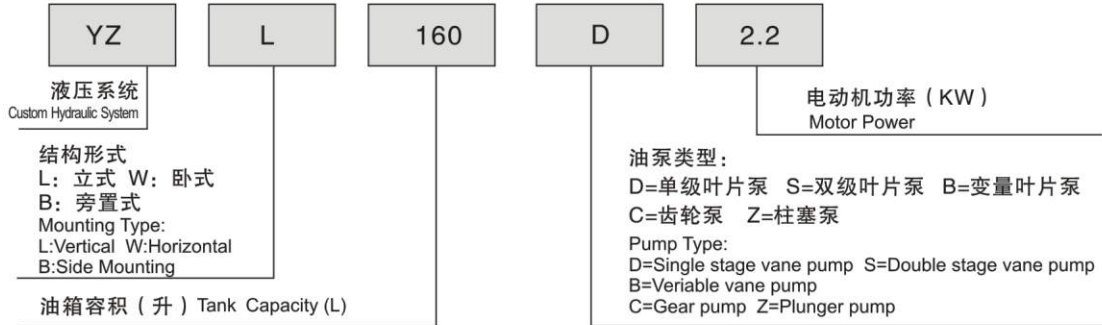 YZ L 160 D 2.2
液压系统
Custom Hydraulic System
结构形式
L：立式 W：卧式
B：旁置式
Mounting Type:
L:Vertical W:Horizontal
B:Side Mounting
油箱容积（升）Tank Capacity (L)
电动机功率（KW）
Motor Power
油泵类型：
D=单级叶片泵 S=双级叶片泵 B=变量叶片泵
C=齿轮泵 Z=柱塞泵
Pump Type:
D=Single stage vane pump S=Double stage vane pump
B=Veriable vane pump
C=Gear pump Z=Plunger pump